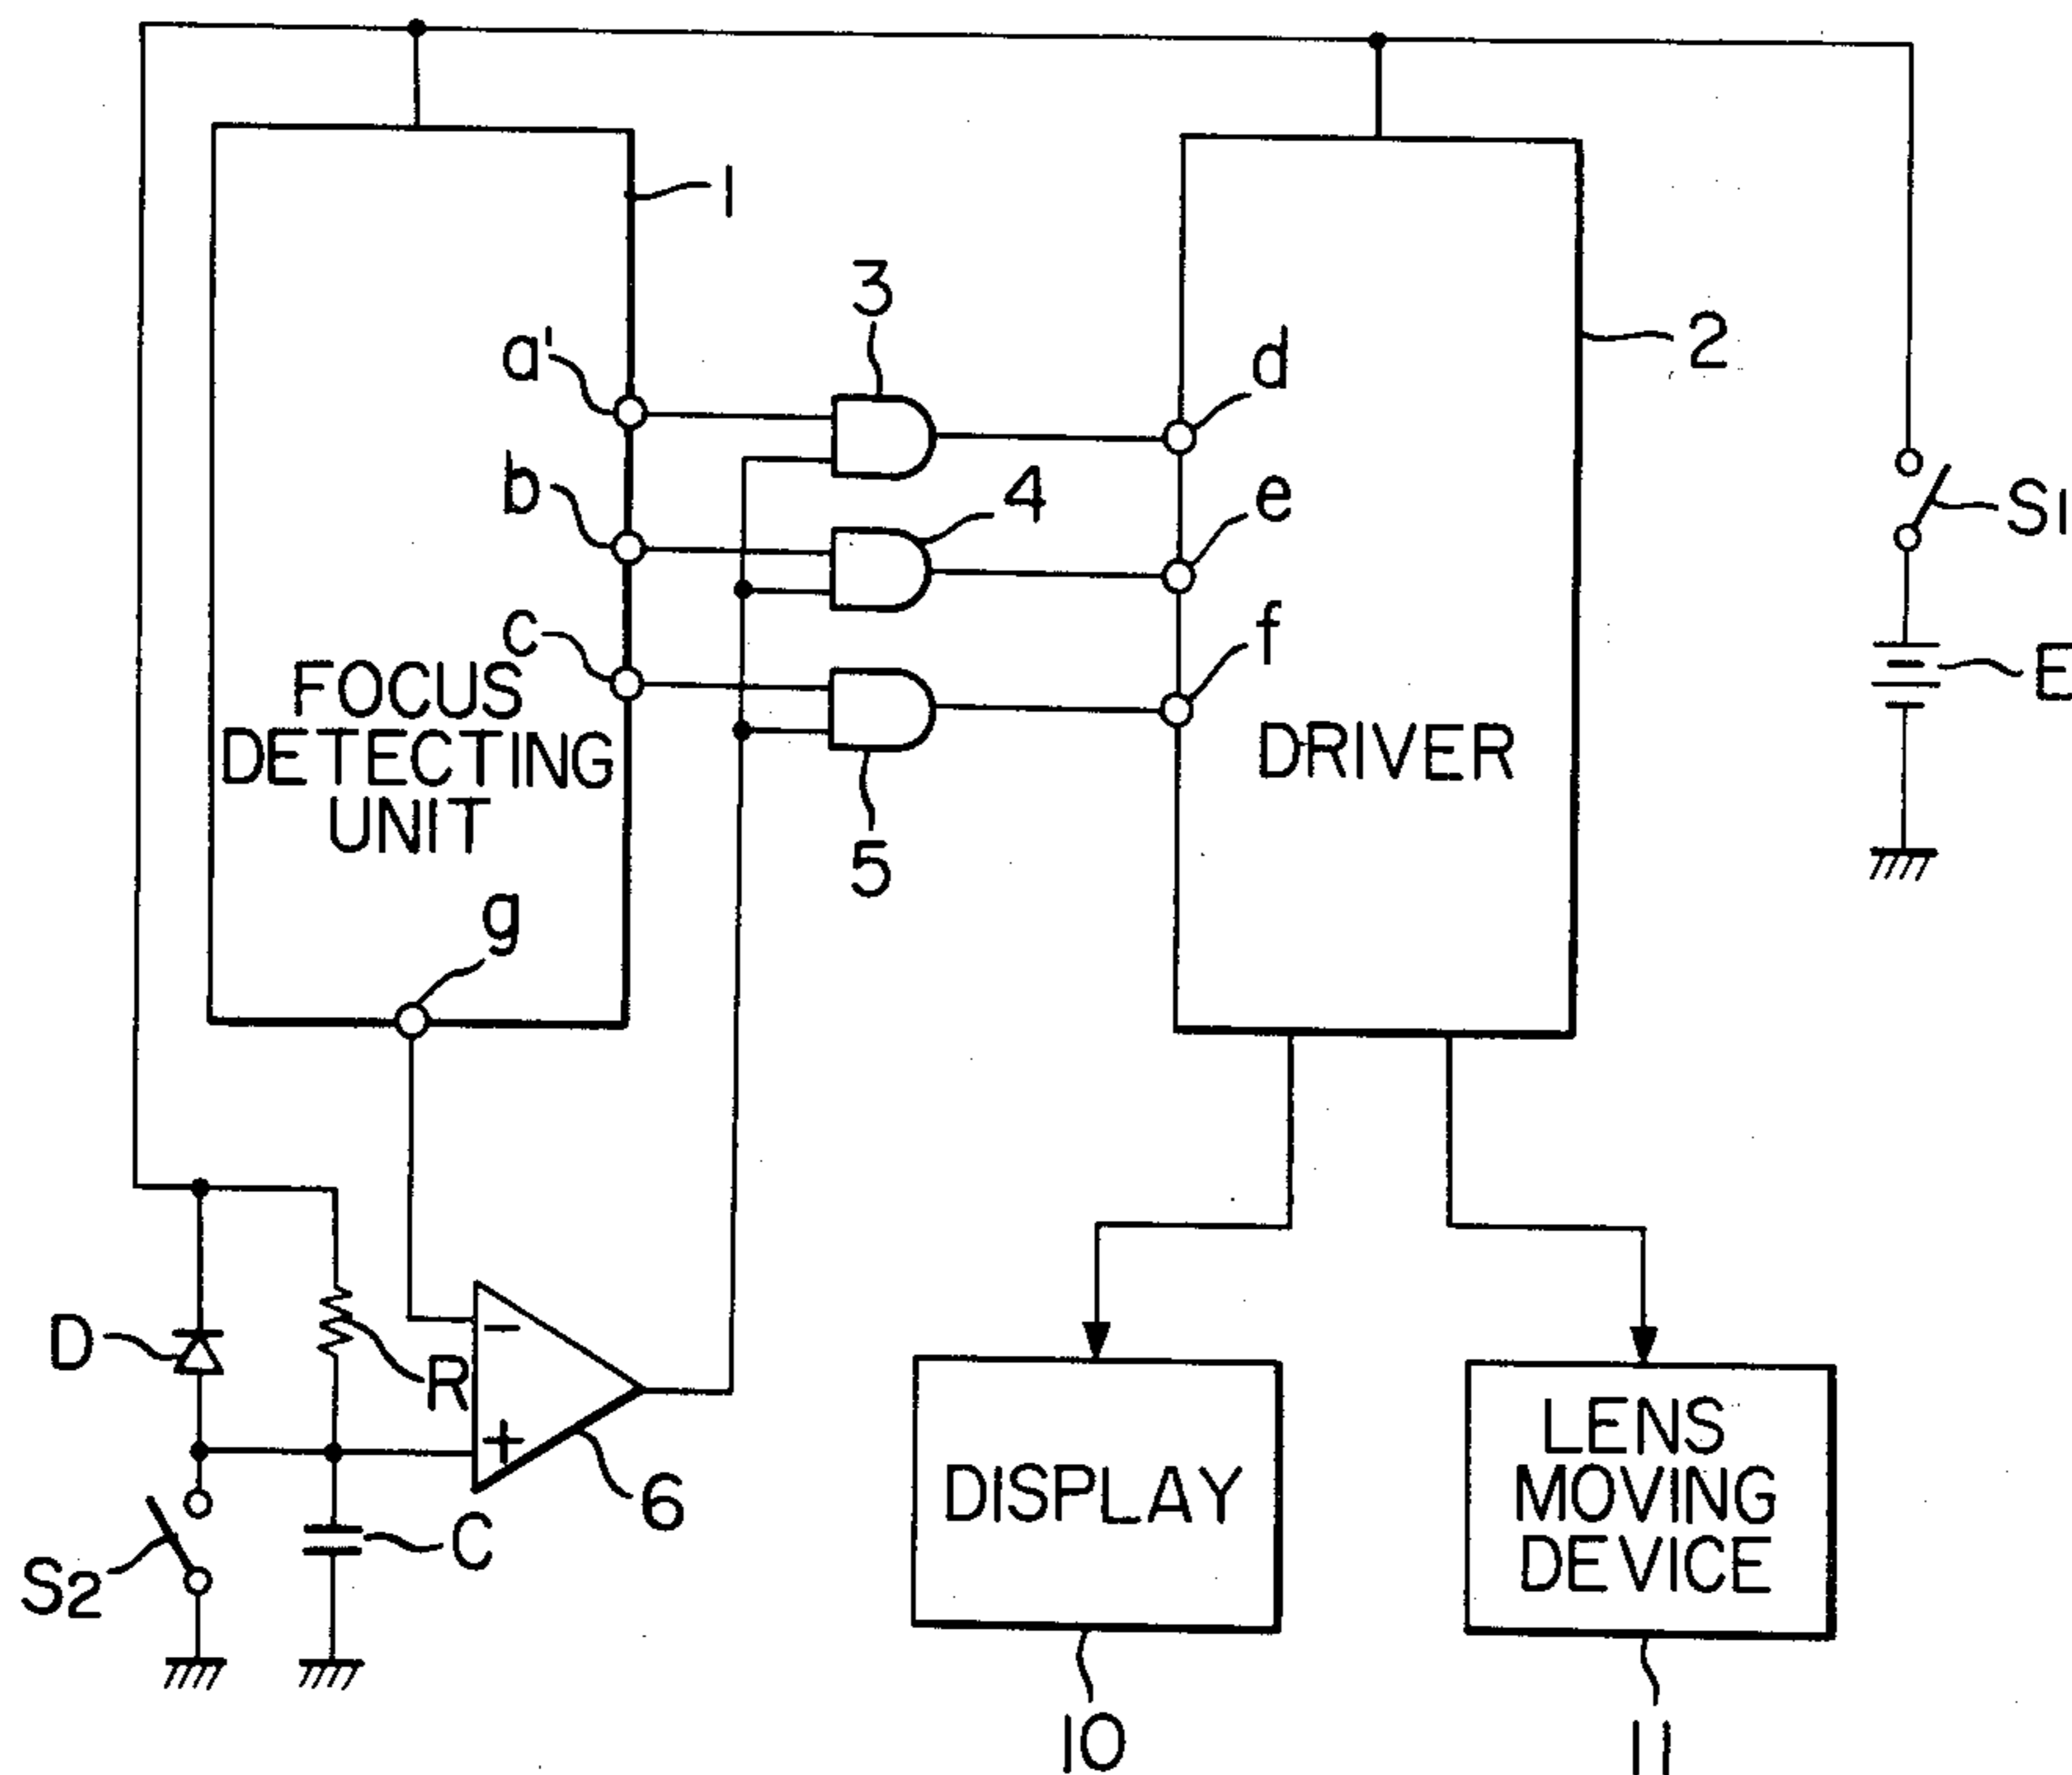 1
3
a'
d
2
b
4
e
S1
c
f
E
FOCUS
DETECTING
UNIT
DRIVER
5
g
D
R
-
+
6
C
S2
DISPLAY
LENS
MOVING
DEVICE
10
11